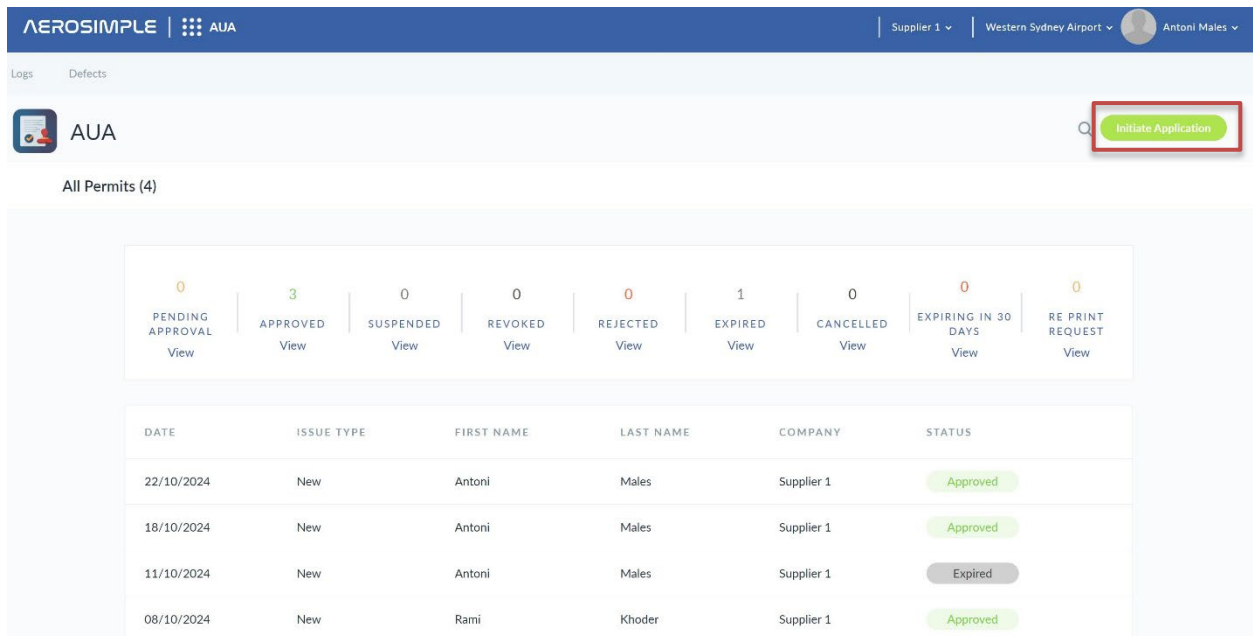 AEROSIMPLE AUA Supplier 1 Western Sydney Airport Antoni Males
Logs Defects
AUA Initiate Application
All Permits (4)
0 3 0 0 0 1 0 0 0
PENDING APPROVAL APPROVED SUSPENDED REVOKED REJECTED EXPIRED CANCELLED EXPIRING IN 30 DAYS RE PRINT REQUEST
View View View View View View View View View
DATE ISSUE TYPE FIRST NAME LAST NAME COMPANY STATUS
22/10/2024 New Antoni Males Supplier 1 Approved
18/10/2024 New Antoni Males Supplier 1 Approved
11/10/2024 New Antoni Males Supplier 1 Expired
08/10/2024 New Rami Khoder Supplier 1 Approved